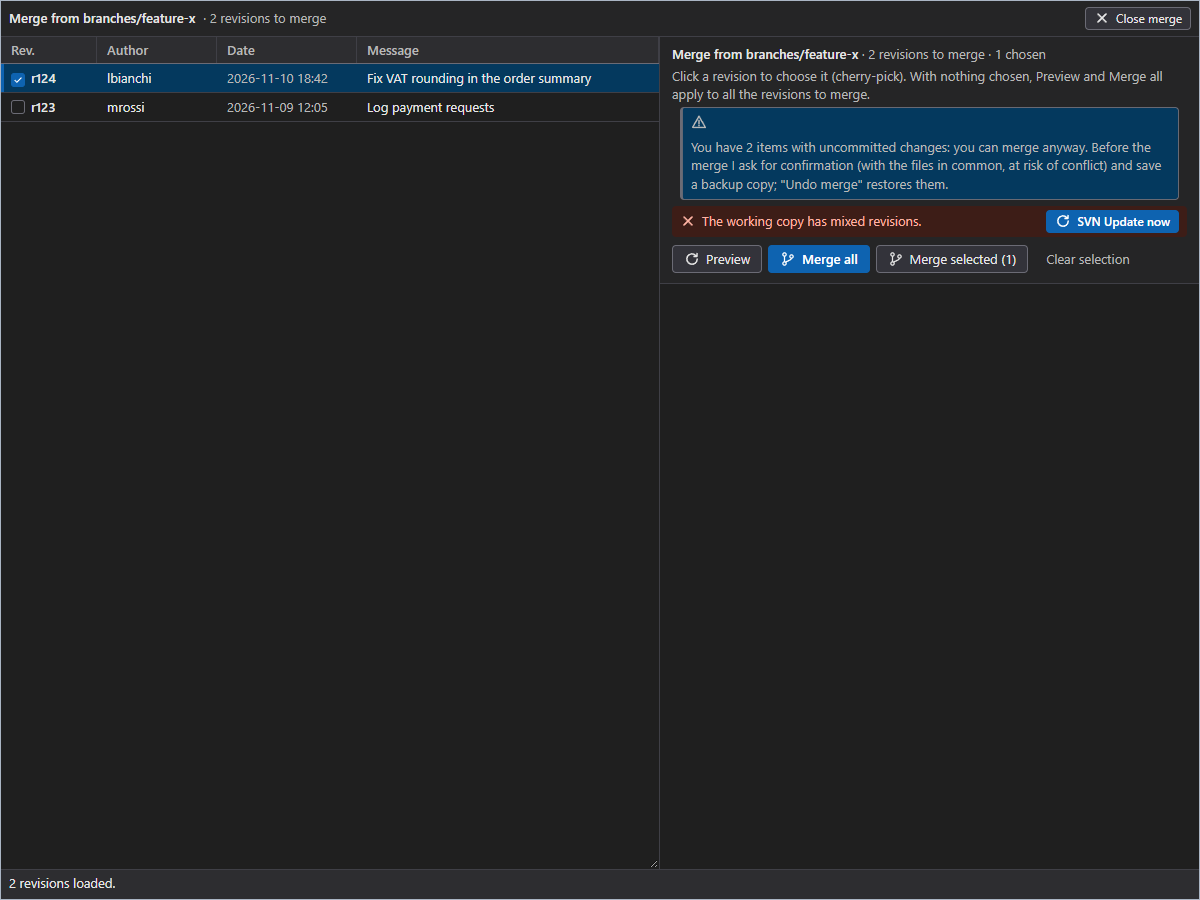 Merge from branches/feature-x · 2 revisions to merge
Close merge
Rev. Author Date Message
r124 lbianchi 2026-11-10 18:42 Fix VAT rounding in the order summary
r123 mrossi 2026-11-09 12:05 Log payment requests
Merge from branches/feature-x · 2 revisions to merge · 1 chosen
Click a revision to choose it (cherry-pick). With nothing chosen, Preview and Merge all
apply to all the revisions to merge.
You have 2 items with uncommitted changes: you can merge anyway. Before the
merge I ask for confirmation (with the files in common, at risk of conflict) and save
a backup copy; "Undo merge" restores them.
The working copy has mixed revisions.
SVN Update now
Preview
Merge all
Merge selected (1)
Clear selection
2 revisions loaded.